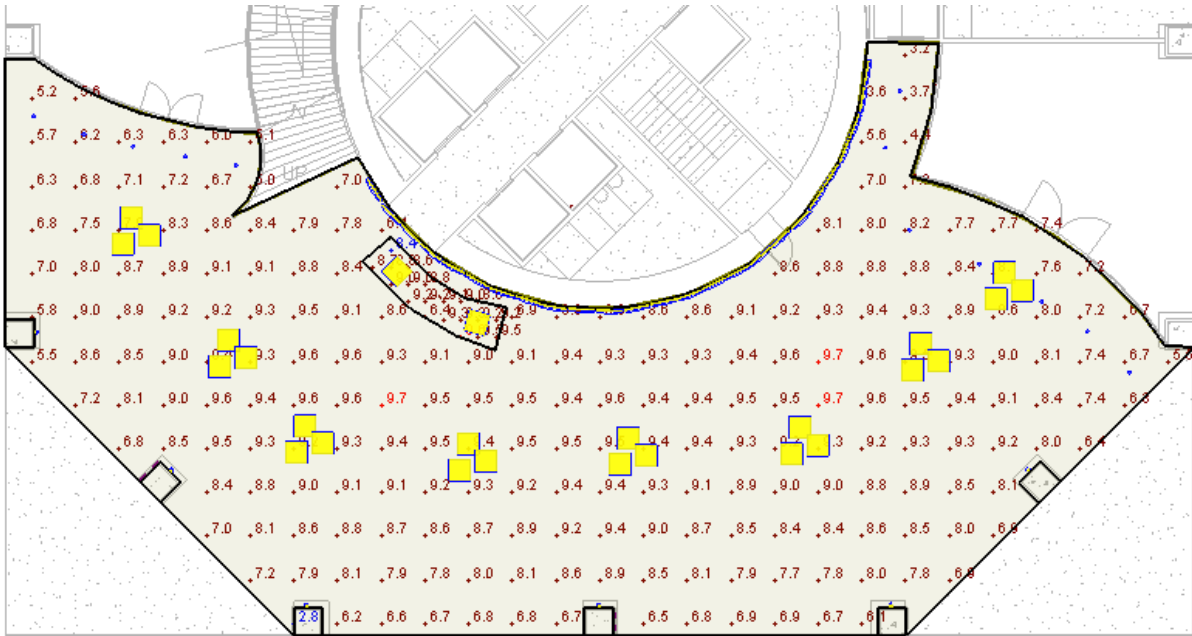 3.2
5.2 5.6 3.6 3.7
5.7 6.2 6.3 6.3 6.0 6.1 5.6
UP
6.3 6.8 7.1 7.2 6.7 7.0 7.0
6.8 7.5 8.3 8.6 8.4 7.9 7.8 8.1 8.0 8.2 7.7 7.7 7.4
8.4
7.0 8.0 8.7 8.9 9.1 9.1 8.8 8.4 8.6 8.8 8.8 8.8 8.4 7.6 7.2
5.8 9.0 8.9 9.2 9.2 9.3 9.5 9.1 8.6 9.2 9.3 9.4 9.3 8.9 8.6 8.0 7.4 6.7
5.5 8.6 8.5 9.0 9.3 9.6 9.6 9.3 9.1 9.0 9.1 9.4 9.3 9.3 9.3 9.4 9.6 9.7 9.6 9.3 9.0 8.1 7.4 6.7
7.2 8.1 9.0 9.6 9.4 9.6 9.6 9.7 9.5 9.5 9.5 9.4 9.6 9.4 9.4 9.5 9.6 9.7 9.6 9.5 9.4 9.1 8.4 7.4 6.3
6.8 8.5 9.5 9.3 9.3 9.4 9.5 9.4 9.5 9.5 9.4 9.4 9.3 9.3 9.2 9.3 9.3 9.2 8.0 6.4
8.4 8.8 9.0 9.1 9.1 9.2 9.3 9.2 9.4 9.4 9.3 9.1 8.9 9.0 9.0 8.8 8.9 8.5 8.1
7.0 8.1 8.6 8.8 8.7 8.6 8.7 8.9 9.2 9.4 9.0 8.7 8.5 8.4 8.4 8.6 8.5 8.0 6.9
7.2 7.9 8.1 7.9 7.8 8.0 8.1 8.6 8.9 8.5 8.1 7.9 7.7 7.8 8.0 7.8 6.9
2.8 6.2 6.6 6.7 6.8 6.8 6.7 6.5 6.8 6.9 6.9 6.7 6.1